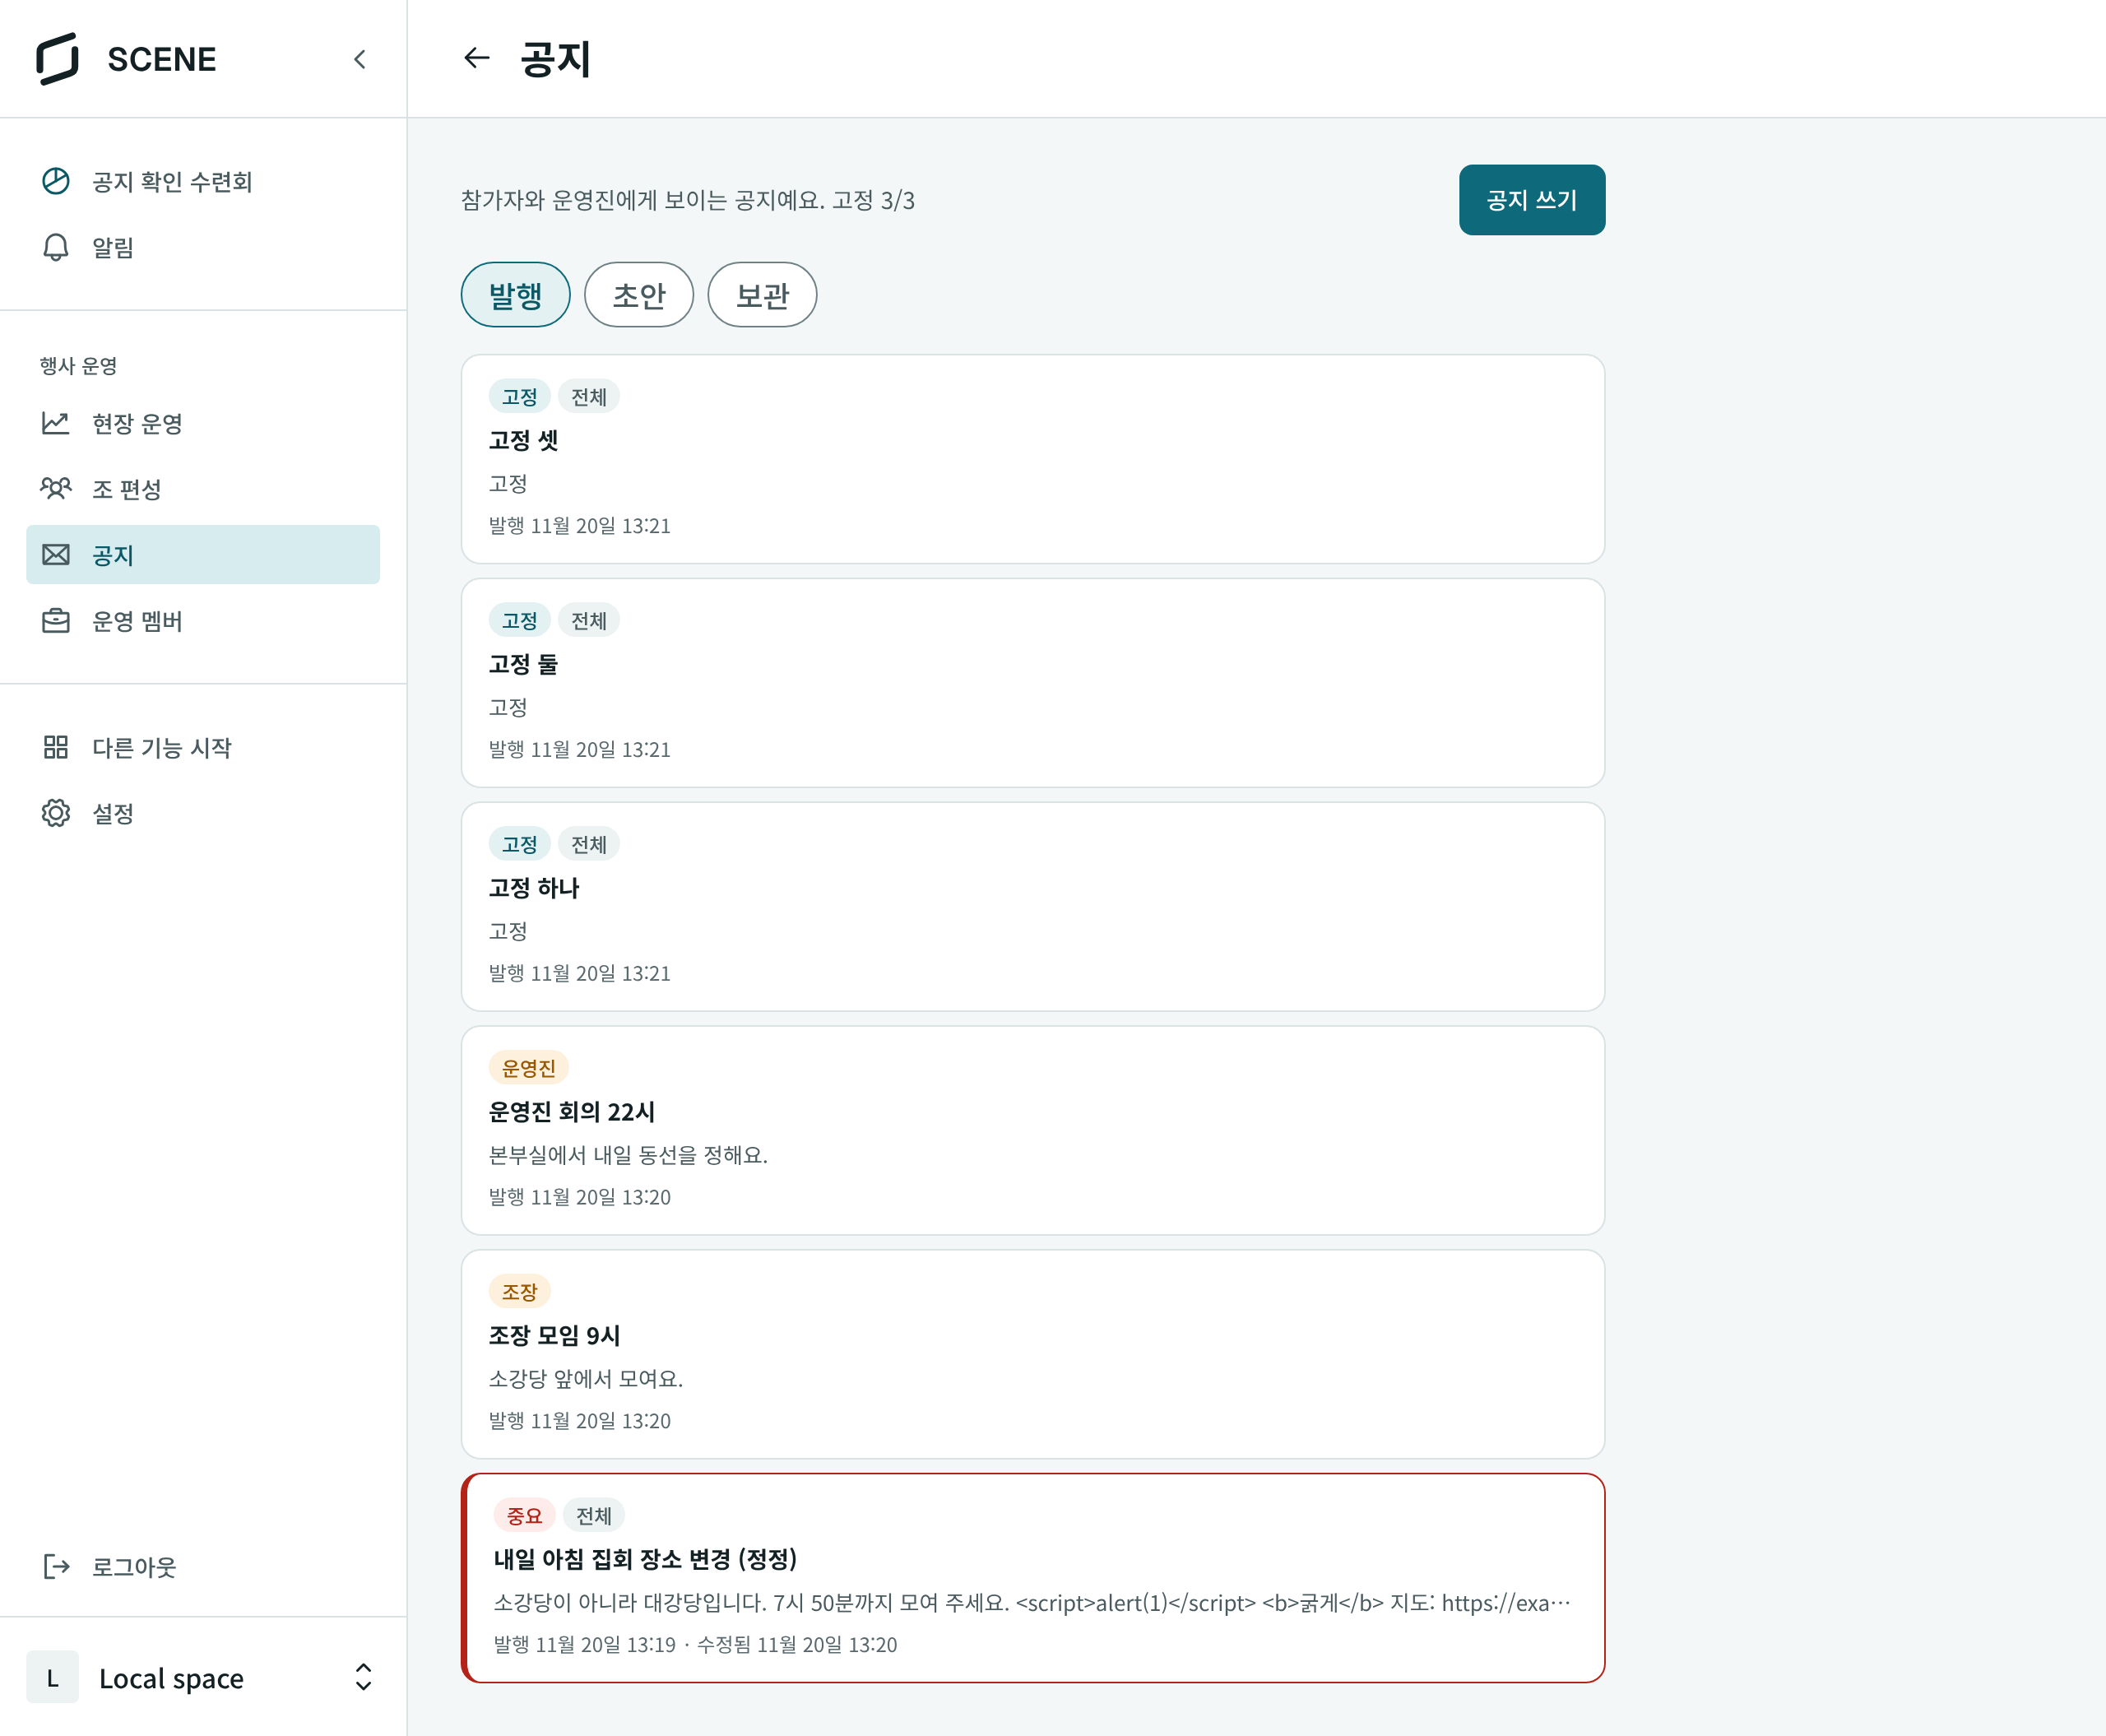 SCENE
공지 확인 수련회
알림
행사 운영
현장 운영
조 편성
공지
운영 멤버
다른 기능 시작
설정
로그아웃
L Local space
공지
참가자와 운영진에게 보이는 공지예요. 고정 3/3
공지 쓰기
발행 초안 보관
고정 전체
고정 셋
고정
발행 11월 20일 13:21
고정 전체
고정 둘
고정
발행 11월 20일 13:21
고정 전체
고정 하나
고정
발행 11월 20일 13:21
운영진
운영진 회의 22시
본부실에서 내일 동선을 정해요.
발행 11월 20일 13:20
조장
조장 모임 9시
소강당 앞에서 모여요.
발행 11월 20일 13:20
중요 전체
내일 아침 집회 장소 변경 (정정)
소강당이 아니라 대강당입니다. 7시 50분까지 모여 주세요. <script>alert(1)</script> <b>굵게</b> 지도: https://exa…
발행 11월 20일 13:19 · 수정됨 11월 20일 13:20